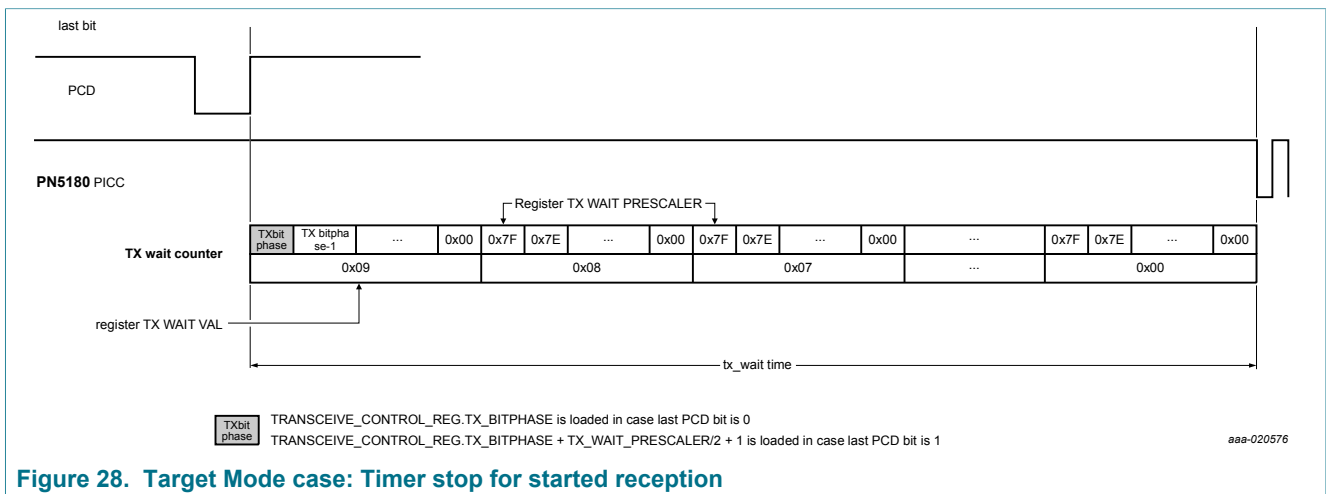 last bit
PCD
PN5180 PICC
Register TX WAIT PRESCALER
TX wait counter
TXbit phase TX bitpha se-1 ... 0x00 0x7F 0x7E ... 0x00 0x7F 0x7E ... 0x00 ... 0x7F 0x7E ... 0x00
0x09 0x08 0x07 ... 0x00
register TX WAIT VAL
tx_wait time
TXbit phase
TRANSCEIVE_CONTROL_REG.TX_BITPHASE is loaded in case last PCD bit is 0
TRANSCEIVE_CONTROL_REG.TX_BITPHASE + TX_WAIT_PRESCALER/2 + 1 is loaded in case last PCD bit is 1
aaa-020576
Figure 28. Target Mode case: Timer stop for started reception